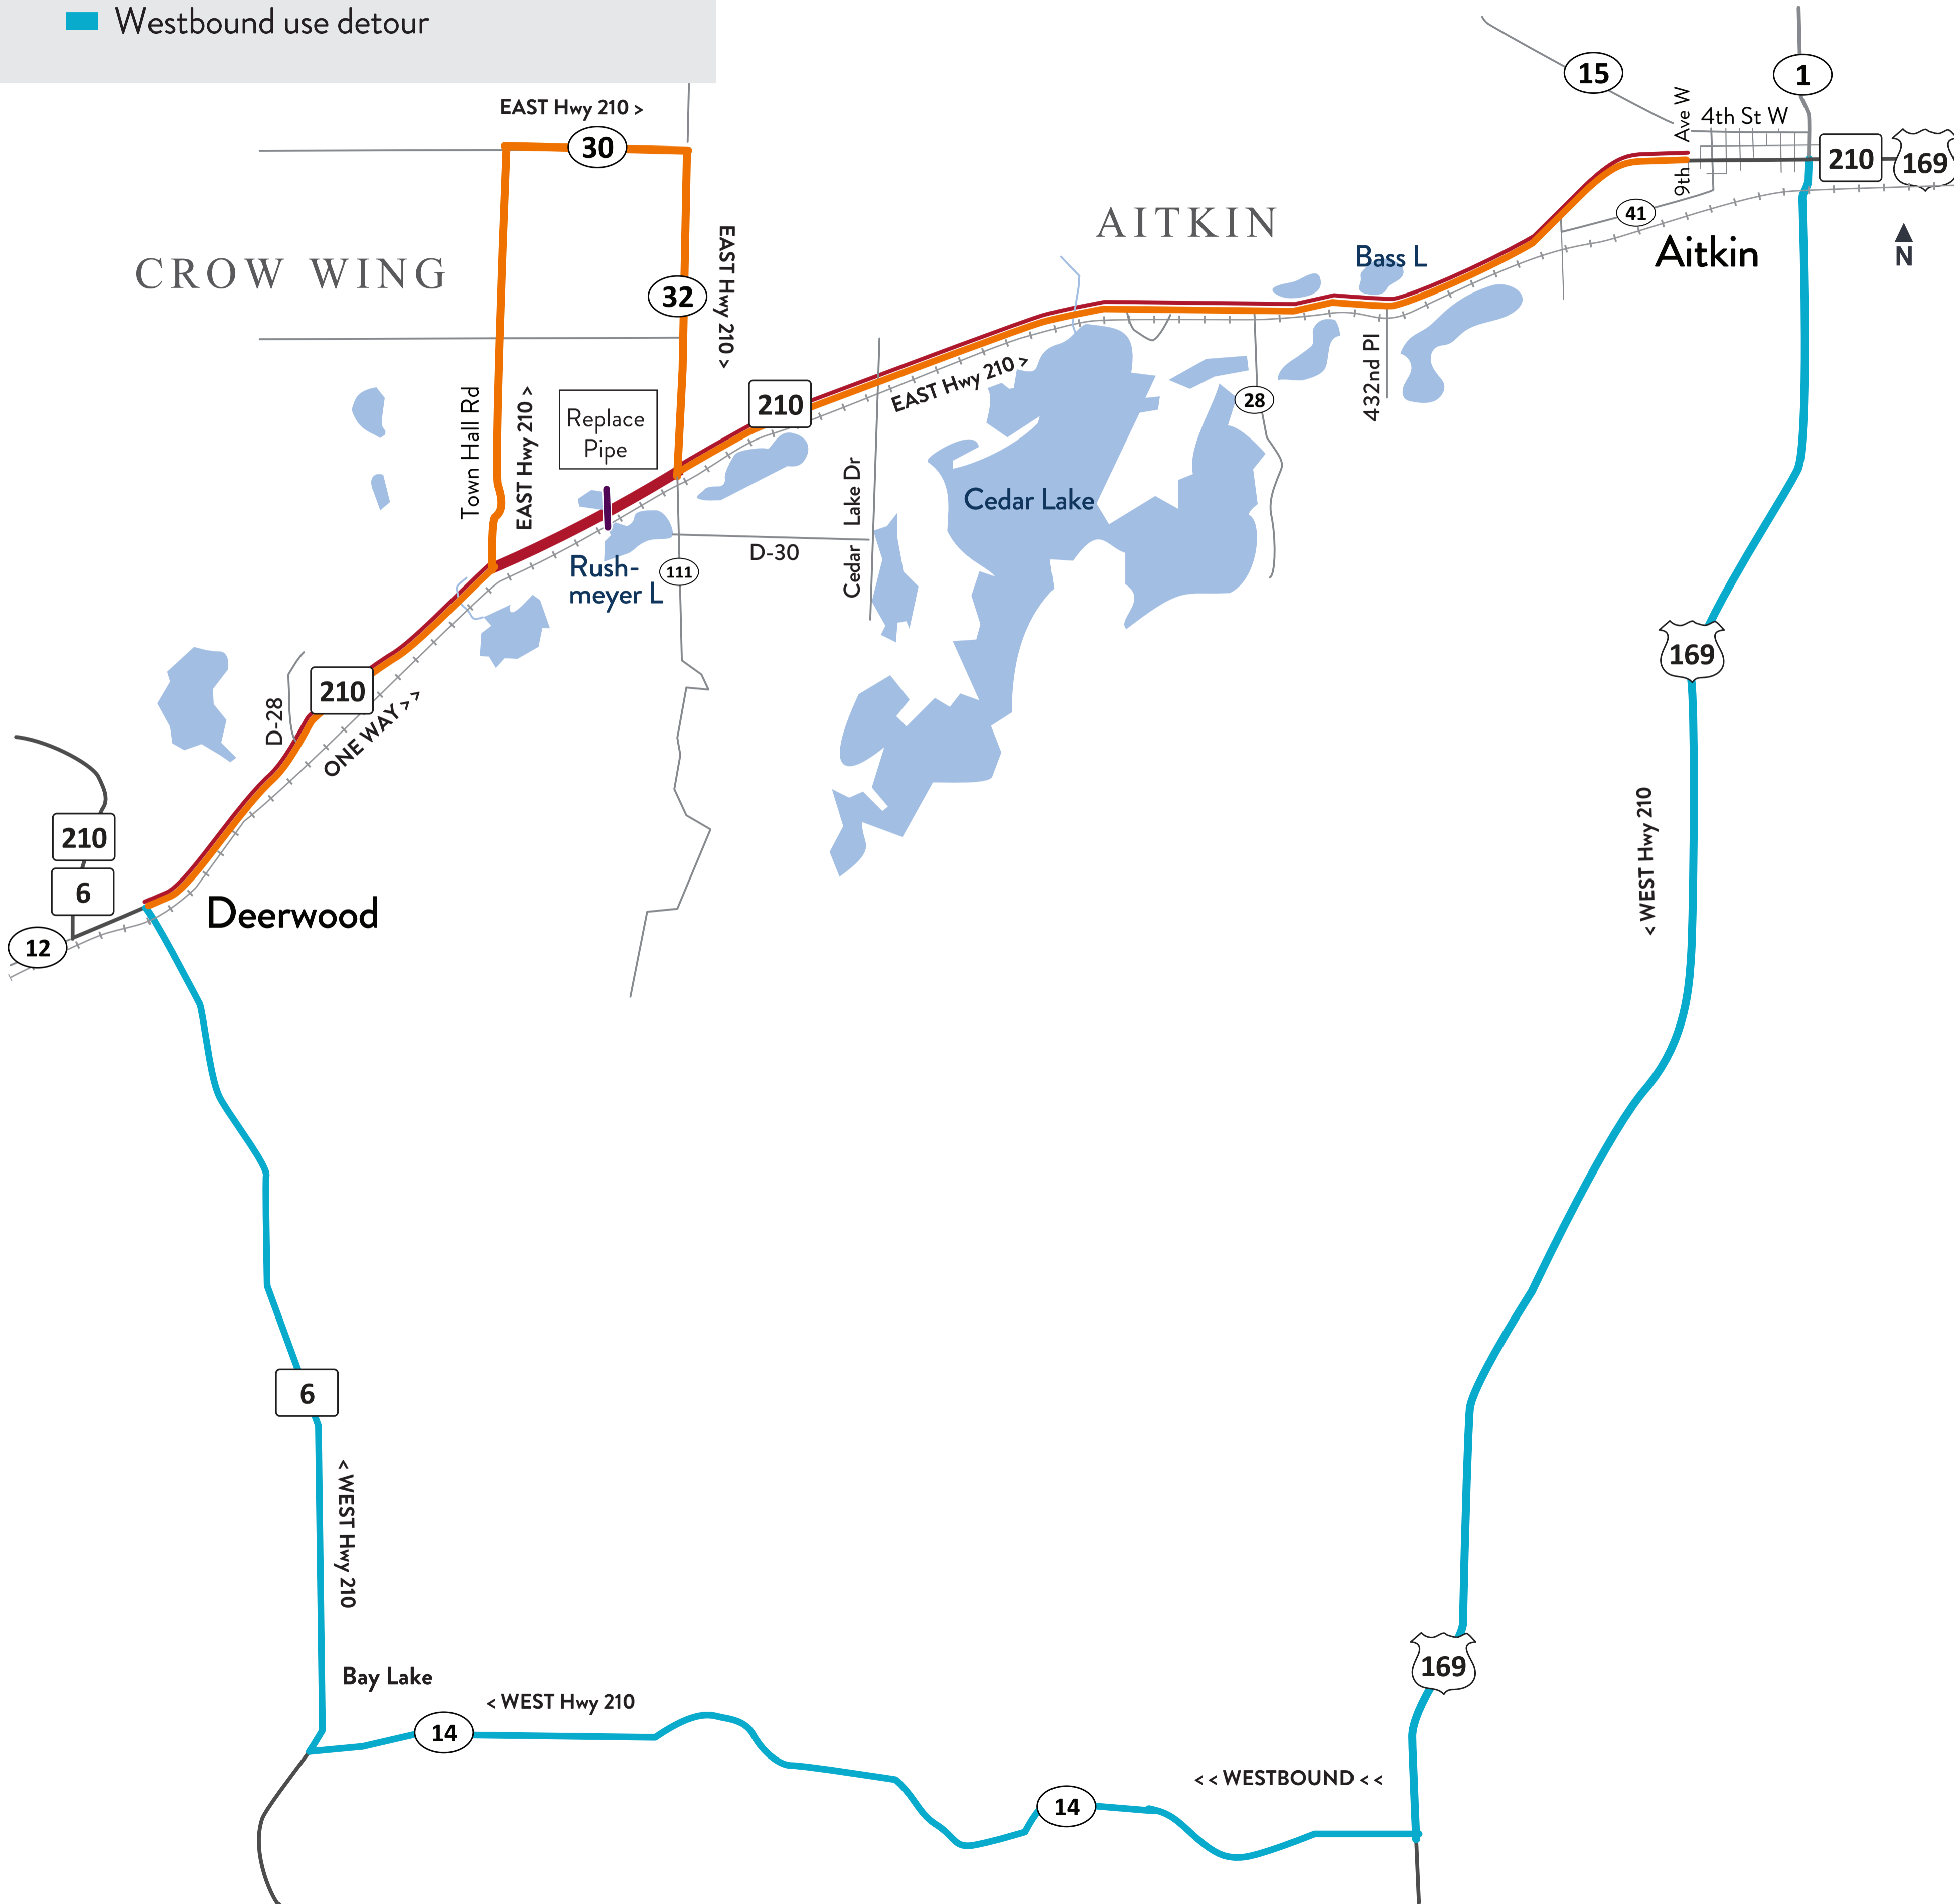 Westbound use detour
15
1
EAST Hwy 210 >
9th Ave W
4th St W
30
210
169
41
AITKIN
Bass L
Aitkin
N
CROW WING
32
EAST Hwy 210 >
Town Hall Rd
EAST Hwy 210 >
Replace
Pipe
210
EAST Hwy 210 >
432nd Pl
28
Cedar Lake Dr
Cedar Lake
D-30
Rush-
meyer L
111
169
210
D-28
ONE WAY > >
210
6
< WEST Hwy 210
Deerwood
12
6
< WEST Hwy 210
169
Bay Lake
< WEST Hwy 210
14
<< WESTBOUND <<
14